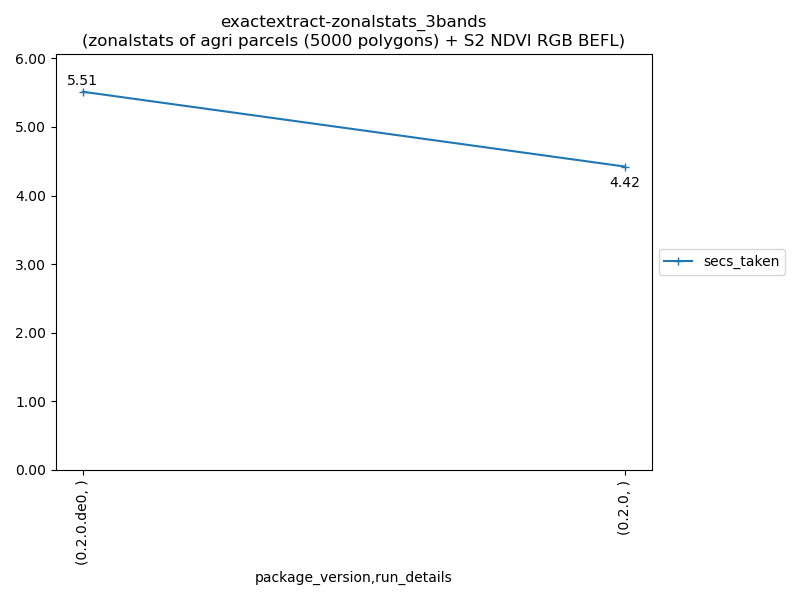 exactextract-zonalstats_3bands
(zonalstats of agri parcels (5000 polygons) + S2 NDVI RGB BEFL)
6.00
5.00
4.00
3.00
2.00
1.00
0.00
5.51
4.42
secs_taken
(0.2.0.de0, )
(0.2.0, )
package_version,run_details